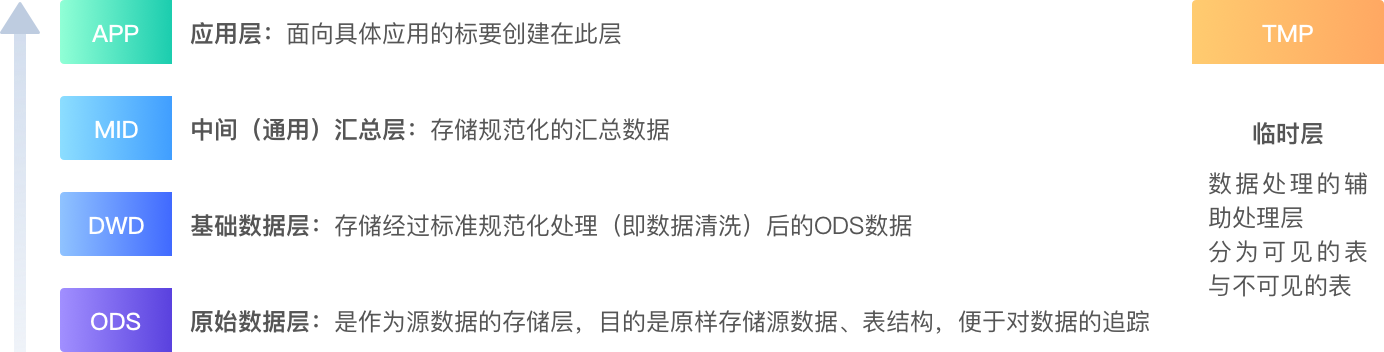 APP
应用层：面向具体应用的标要创建在此层
MID
中间（通用）汇总层：存储规范化的汇总数据
DWD
基础数据层：存储经过标准规范化处理（即数据清洗）后的ODS数据
ODS
原始数据层：是作为源数据的存储层，目的是原样存储源数据、表结构，便于对数据的追踪
TMP
临时层
数据处理的辅
助处理层
分为可见的表
与不可见的表